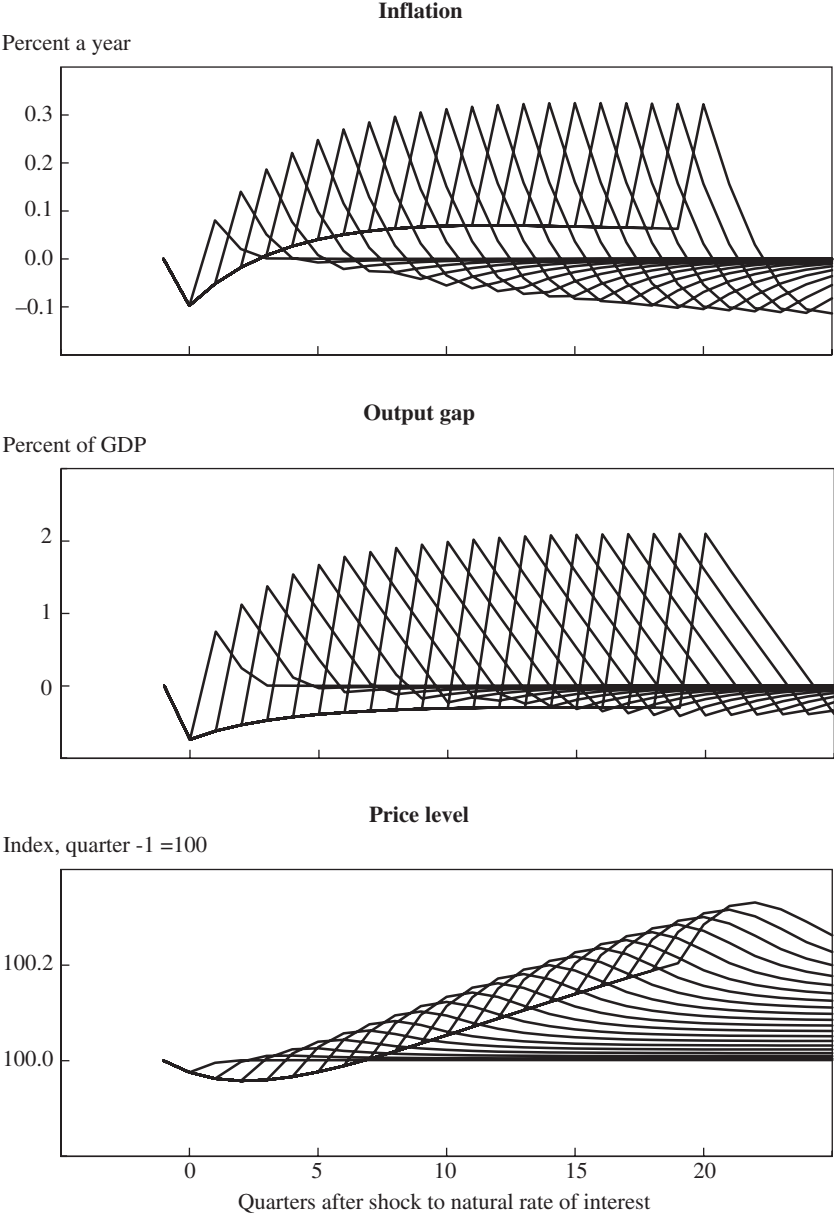 Inflation
Percent a year
0.3
0.2
0.1
0.0
–0.1
Output gap
Percent of GDP
2
1
0
Price level
Index, quarter -1 =100
100.2
100.0
0 5 10 15 20
Quarters after shock to natural rate of interest